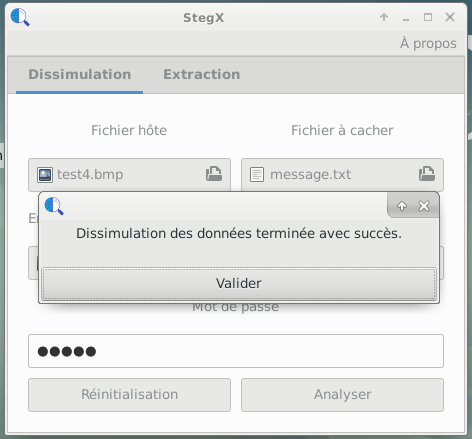 StegX
À propos
Dissimulation Extraction
Fichier hôte Fichier à cacher
test4.bmp message.txt
Dissimulation des données terminée avec succès.
Valider
Mot de passe
●●●●●
Réinitialisation Analyser